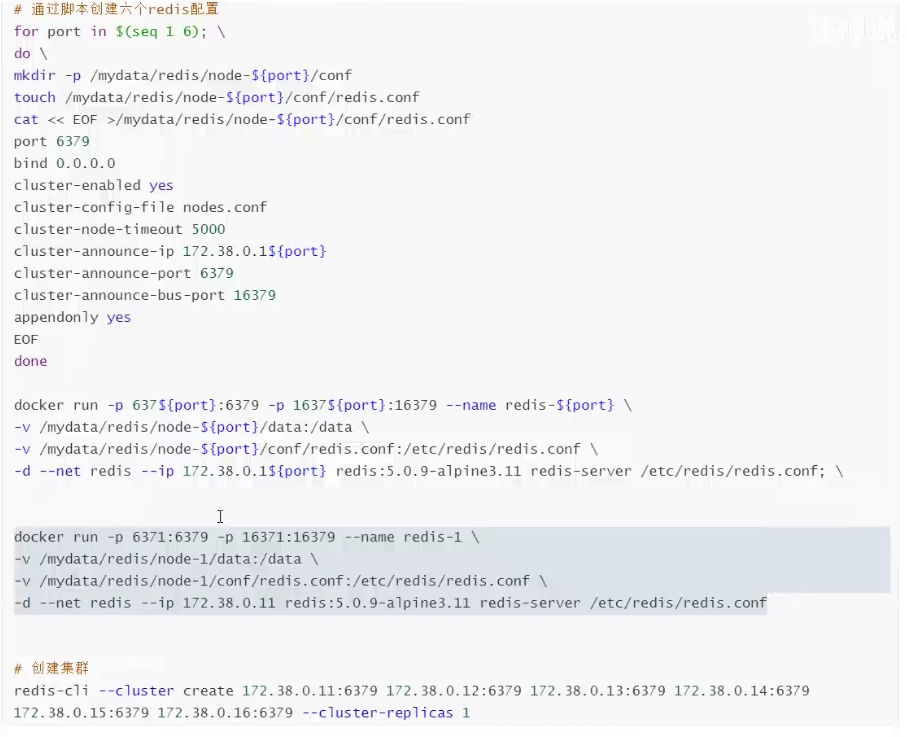 # 通过脚本创建六个redis配置
for port in $(seq 1 6); \
do \
mkdir -p /mydata/redis/node-${port}/conf
touch /mydata/redis/node-${port}/conf/redis.conf
cat << EOF >/mydata/redis/node-${port}/conf/redis.conf
port 6379
bind 0.0.0.0
cluster-enabled yes
cluster-config-file nodes.conf
cluster-node-timeout 5000
cluster-announce-ip 172.38.0.1${port}
cluster-announce-port 6379
cluster-announce-bus-port 16379
appendonly yes
EOF
done
docker run -p 637${port}:6379 -p 1637${port}:16379 --name redis-${port} \
-v /mydata/redis/node-${port}/data:/data \
-v /mydata/redis/node-${port}/conf/redis.conf:/etc/redis/redis.conf \
-d --net redis --ip 172.38.0.1${port} redis:5.0.9-alpine3.11 redis-server /etc/redis/redis.conf; \
docker run -p 6371:6379 -p 16371:16379 --name redis-1 \
-v /mydata/redis/node-1/data:/data \
-v /mydata/redis/node-1/conf/redis.conf:/etc/redis/redis.conf \
-d --net redis --ip 172.38.0.11 redis:5.0.9-alpine3.11 redis-server /etc/redis/redis.conf
# 创建集群
redis-cli --cluster create 172.38.0.11:6379 172.38.0.12:6379 172.38.0.13:6379 172.38.0.14:6379
172.38.0.15:6379 172.38.0.16:6379 --cluster-replicas 1